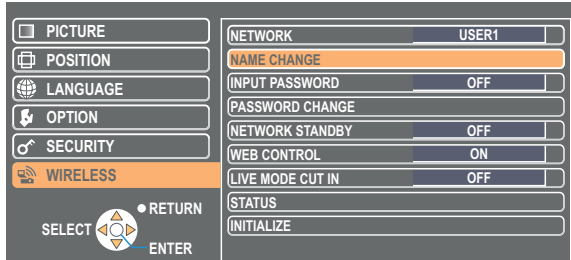 PICTURE
POSITION
LANGUAGE
OPTION
SECURITY
WIRELESS
RETURN
SELECT
ENTER
NETWORK USER1
NAME CHANGE
INPUT PASSWORD OFF
PASSWORD CHANGE
NETWORK STANDBY OFF
WEB CONTROL ON
LIVE MODE CUT IN OFF
STATUS
INITIALIZE